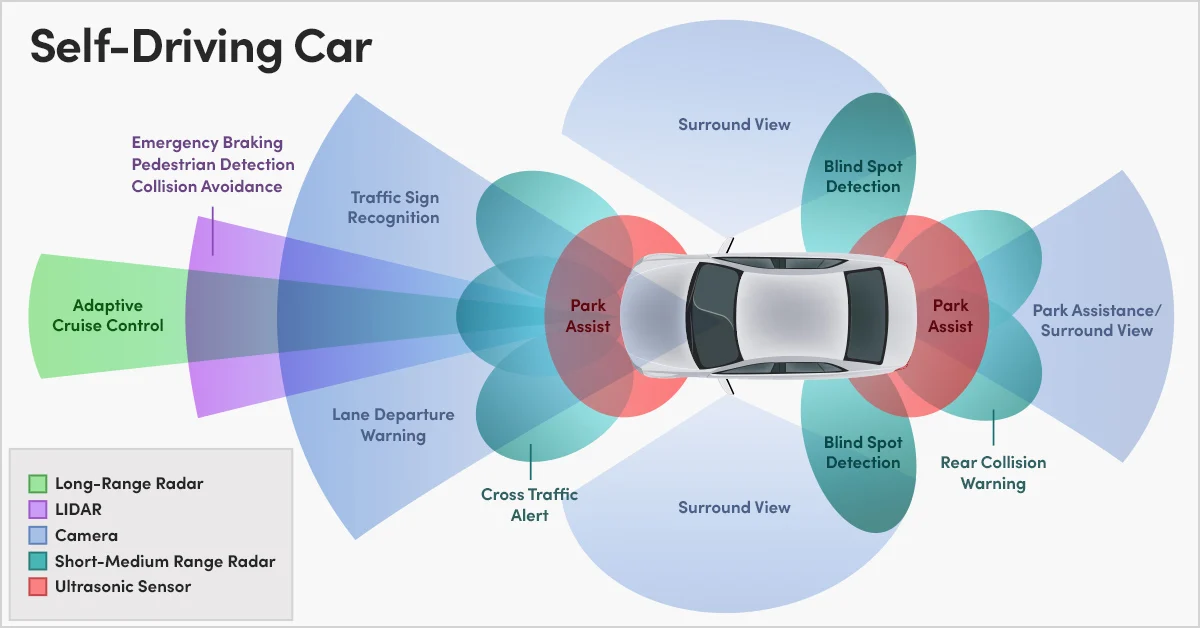 Self-Driving Car
Emergency Braking
Pedestrian Detection
Collision Avoidance
Surround View
Traffic Sign
Recognition
Blind Spot
Detection
Adaptive
Cruise Control
Park
Assist
Park
Assist
Park Assistance/
Surround View
Lane Departure
Warning
Blind Spot
Detection
Cross Traffic
Alert
Surround View
Rear Collision
Warning
Long-Range Radar
LIDAR
Camera
Short-Medium Range Radar
Ultrasonic Sensor